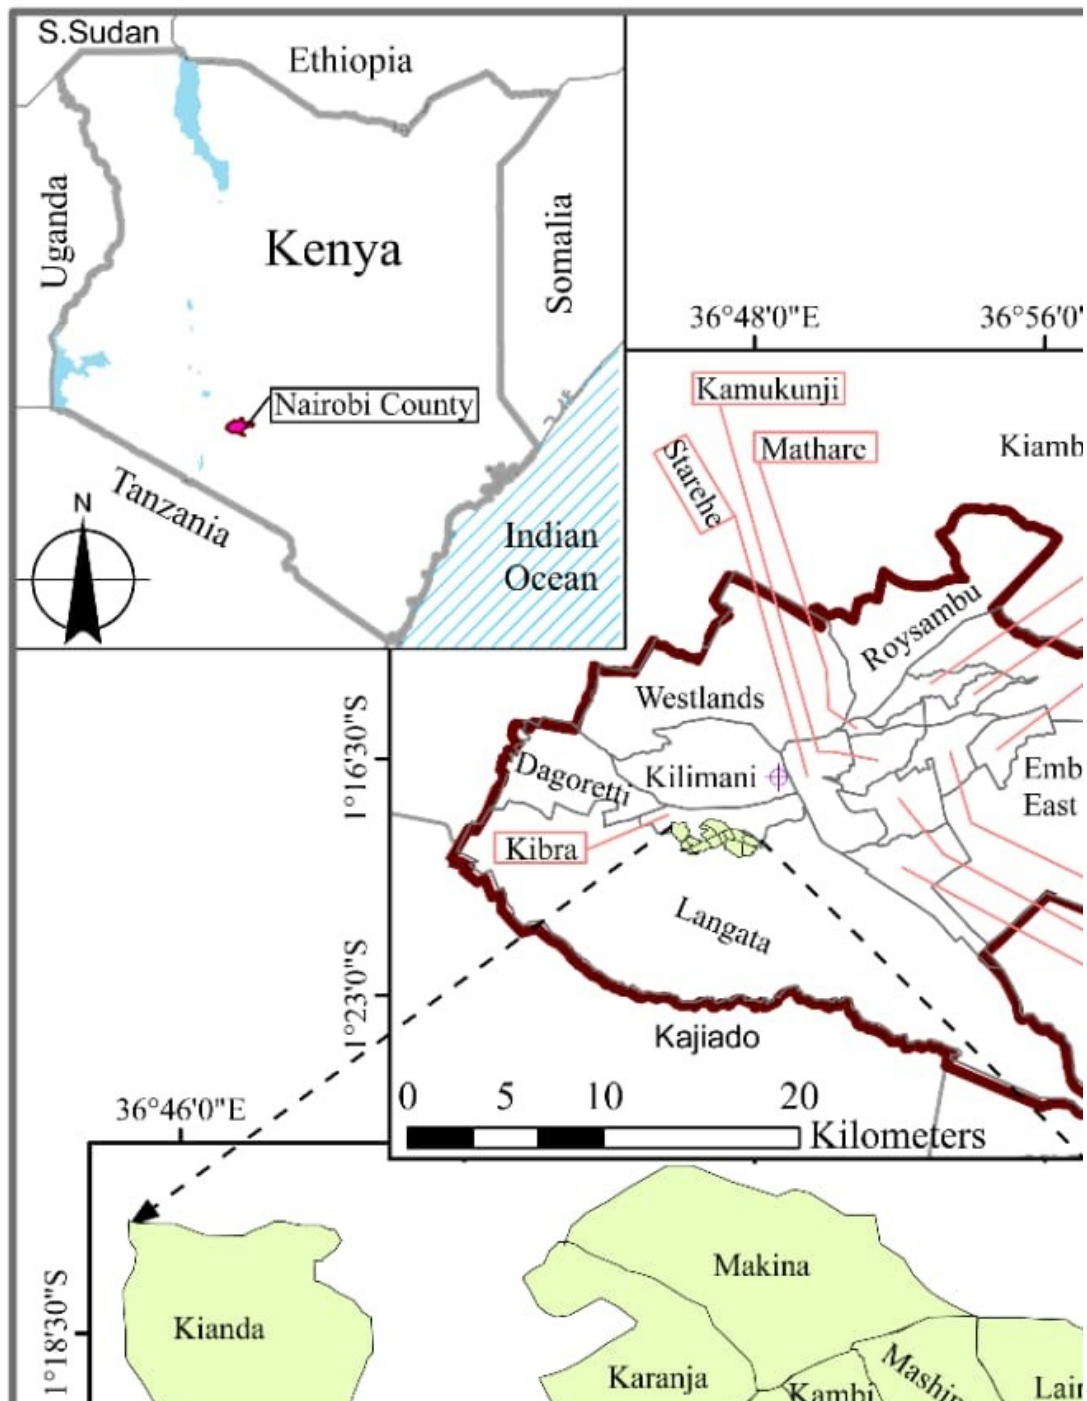 S.Sudan
Ethiopia
Uganda
Kenya
Somalia
Nairobi County
Tanzania
N
Indian
Ocean
36°48'0"E
36°56'0"
Kamukunji
Mathare
Starehe
Kiamb
Roysambu
Westlands
1°16'30"S
Dagoretti
Kilimani
Emb
East
Kibra
Langata
1°23'0"S
Kajiado
0 5 10 20
Kilometers
36°46'0"E
Makina
Kianda
1°18'30"S
Karanja
Kambi
Mashin
Lain